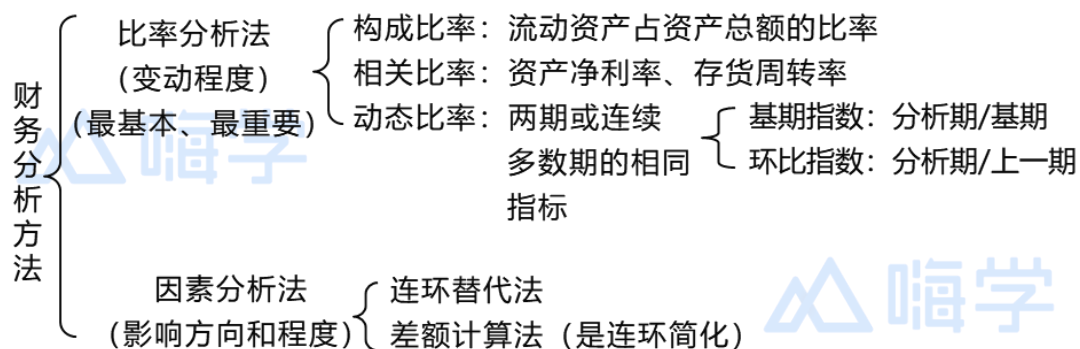 财务分析方法
比率分析法
(变动程度)
(最基本、最重要)
构成比率：流动资产占资产总额的比率
相关比率：资产净利率、存货周转率
动态比率：两期或连续
多数期的相同
指标
基期指数：分析期/基期
环比指数：分析期/上一期
因素分析法
(影响方向和程度)
连环替代法
差额计算法（是连环简化）
嗨学
嗨学